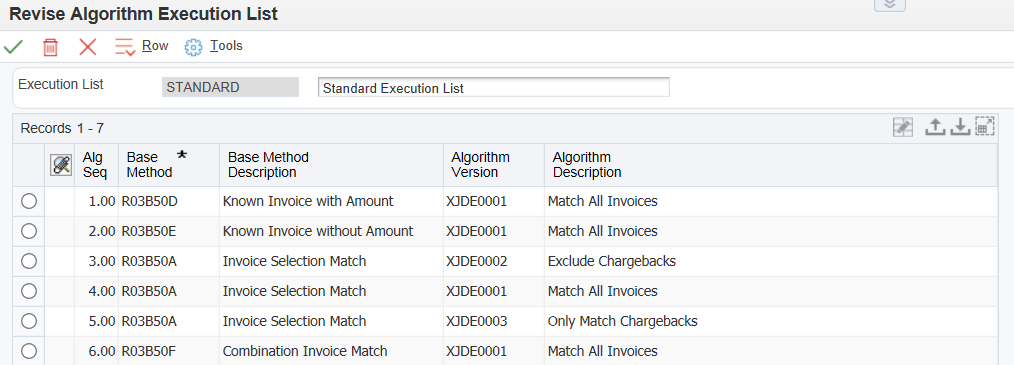 Revise Algorithm Execution List
Row Tools
Execution List STANDARD Standard Execution List
Records 1 - 7
Alg Seq Base Method * Base Method Description Algorithm Version Algorithm Description
1.00 R03B50D Known Invoice with Amount XJDE0001 Match All Invoices
2.00 R03B50E Known Invoice without Amount XJDE0001 Match All Invoices
3.00 R03B50A Invoice Selection Match XJDE0002 Exclude Chargebacks
4.00 R03B50A Invoice Selection Match XJDE0001 Match All Invoices
5.00 R03B50A Invoice Selection Match XJDE0003 Only Match Chargebacks
6.00 R03B50F Combination Invoice Match XJDE0001 Match All Invoices